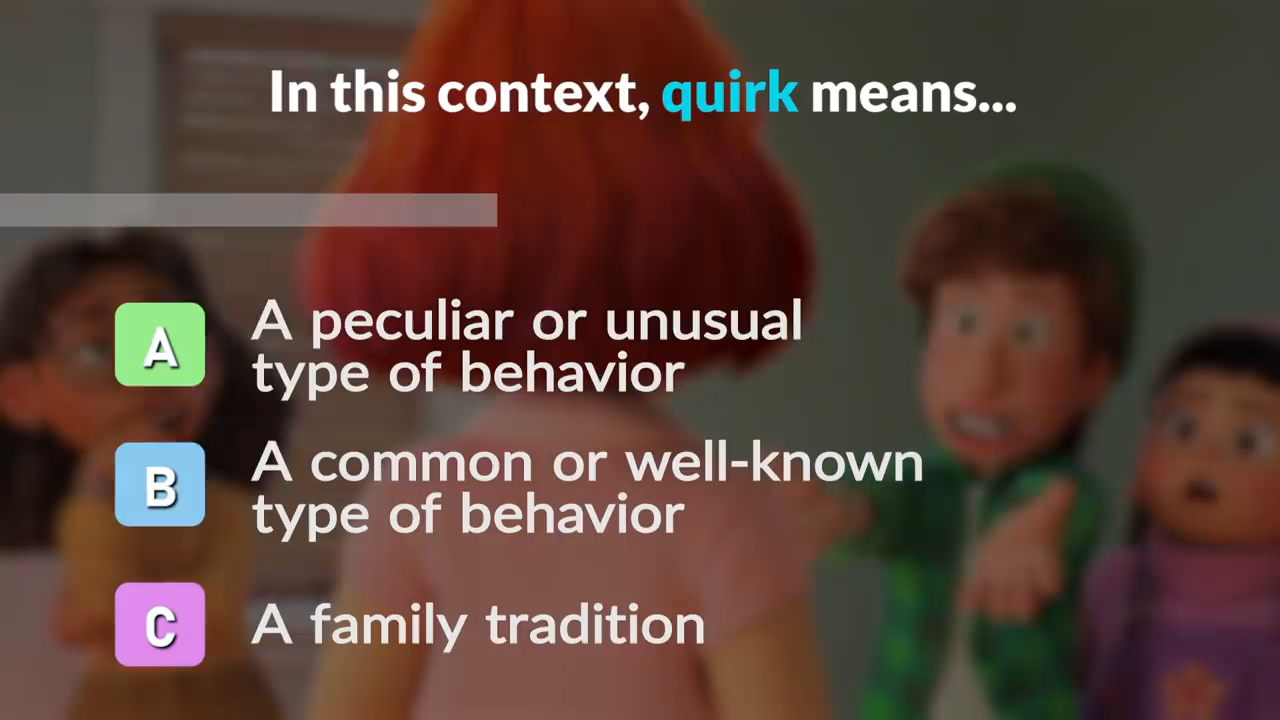 In this context, quirk means...
A A peculiar or unusual
type of behavior
B A common or well-known
type of behavior
C A family tradition